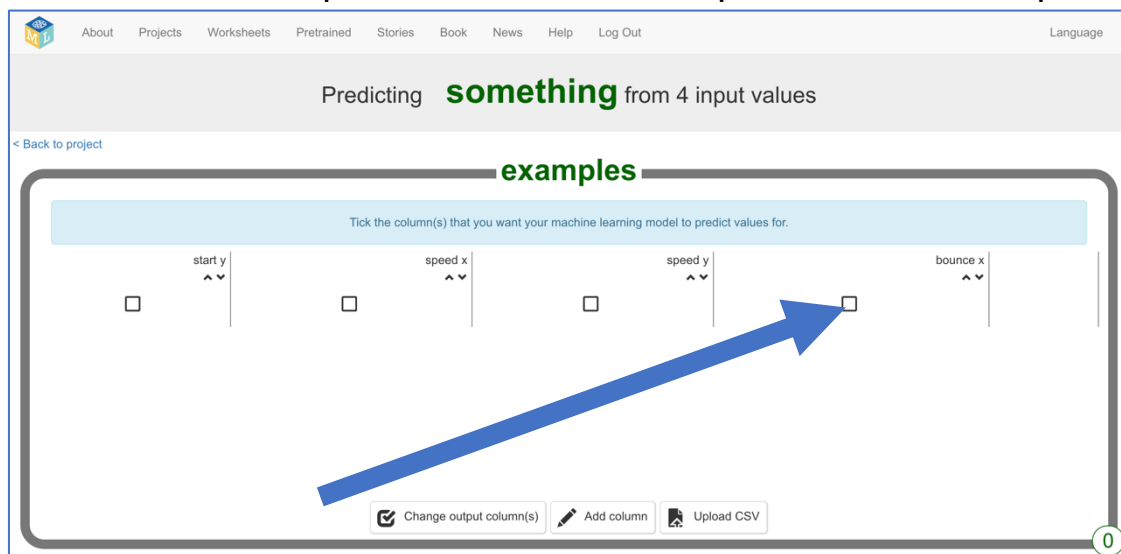 ML
About Projects Worksheets Pretrained Stories Book News Help Log Out Language
Predicting something from 4 input values
< Back to project
examples
Tick the column(s) that you want your machine learning model to predict values for.
start y speed x speed y bounce x
Change output column(s) Add column Upload CSV
0